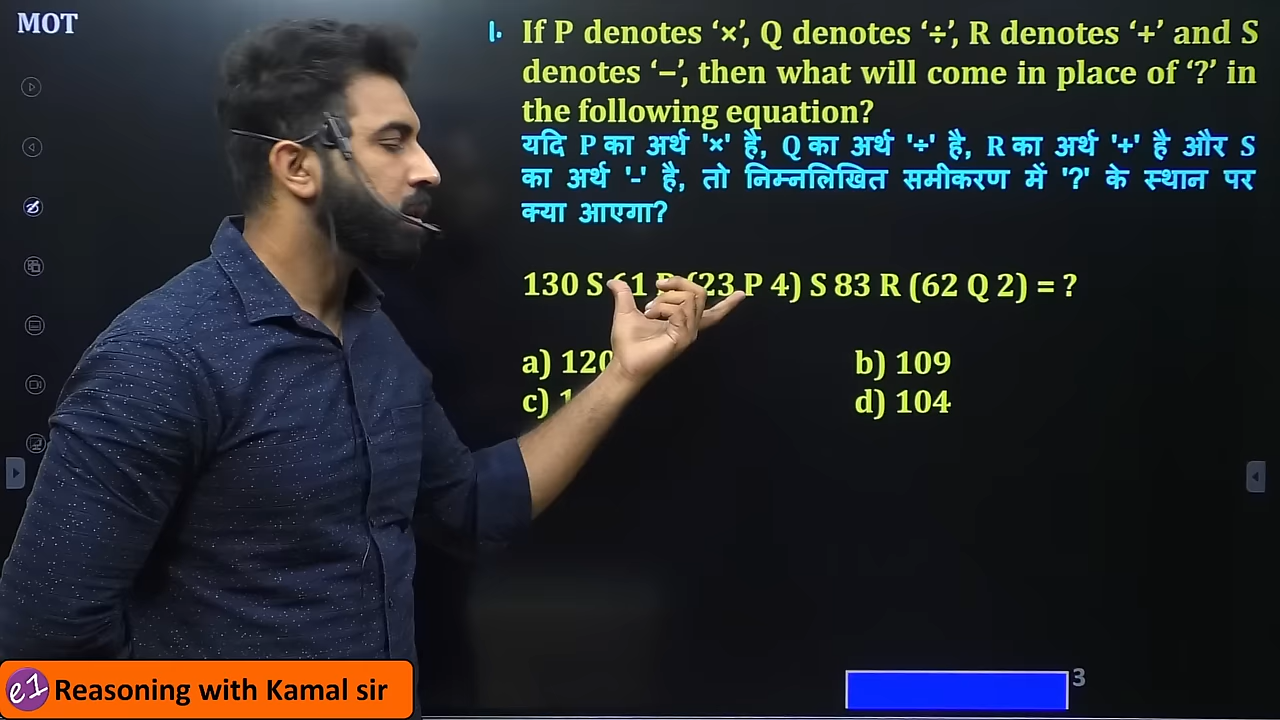 MOT
1. If P denotes ‘×’, Q denotes ‘÷’, R denotes ‘+’ and S
denotes ‘−’, then what will come in place of ‘?’ in
the following equation?
यदि P का अर्थ '×' है, Q का अर्थ '÷' है, R का अर्थ '+' है और S
का अर्थ '-' है, तो निम्नलिखित समीकरण में '?' के स्थान पर
क्या आएगा?
130 S 61 (23 P 4) S 83 R (62 Q 2) = ?
a) 120 b) 109
c) d) 104
e1 Reasoning with Kamal sir
3